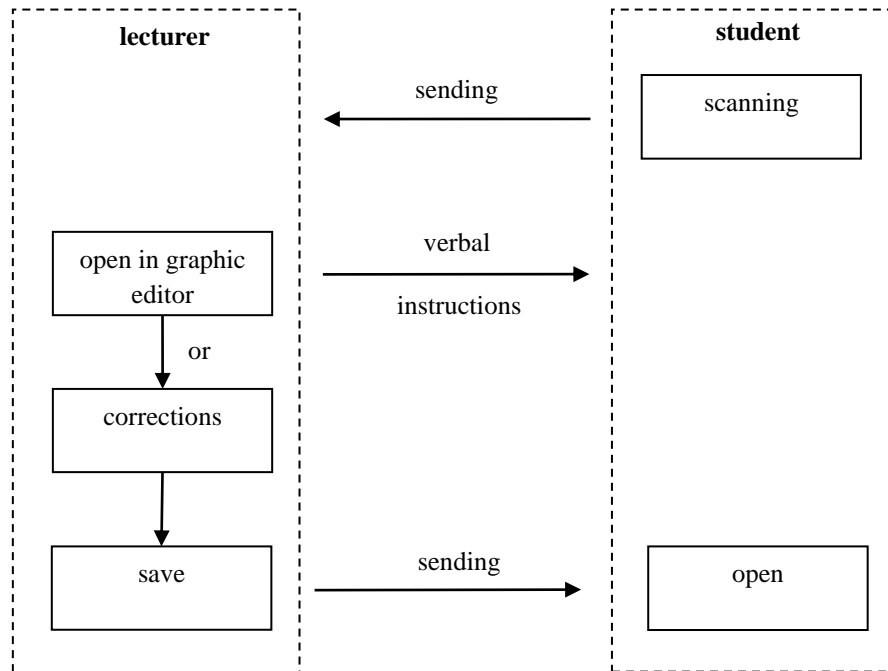 lecturer
student
sending
scanning
open in graphic
editor
verbal
instructions
or
corrections
save
sending
open